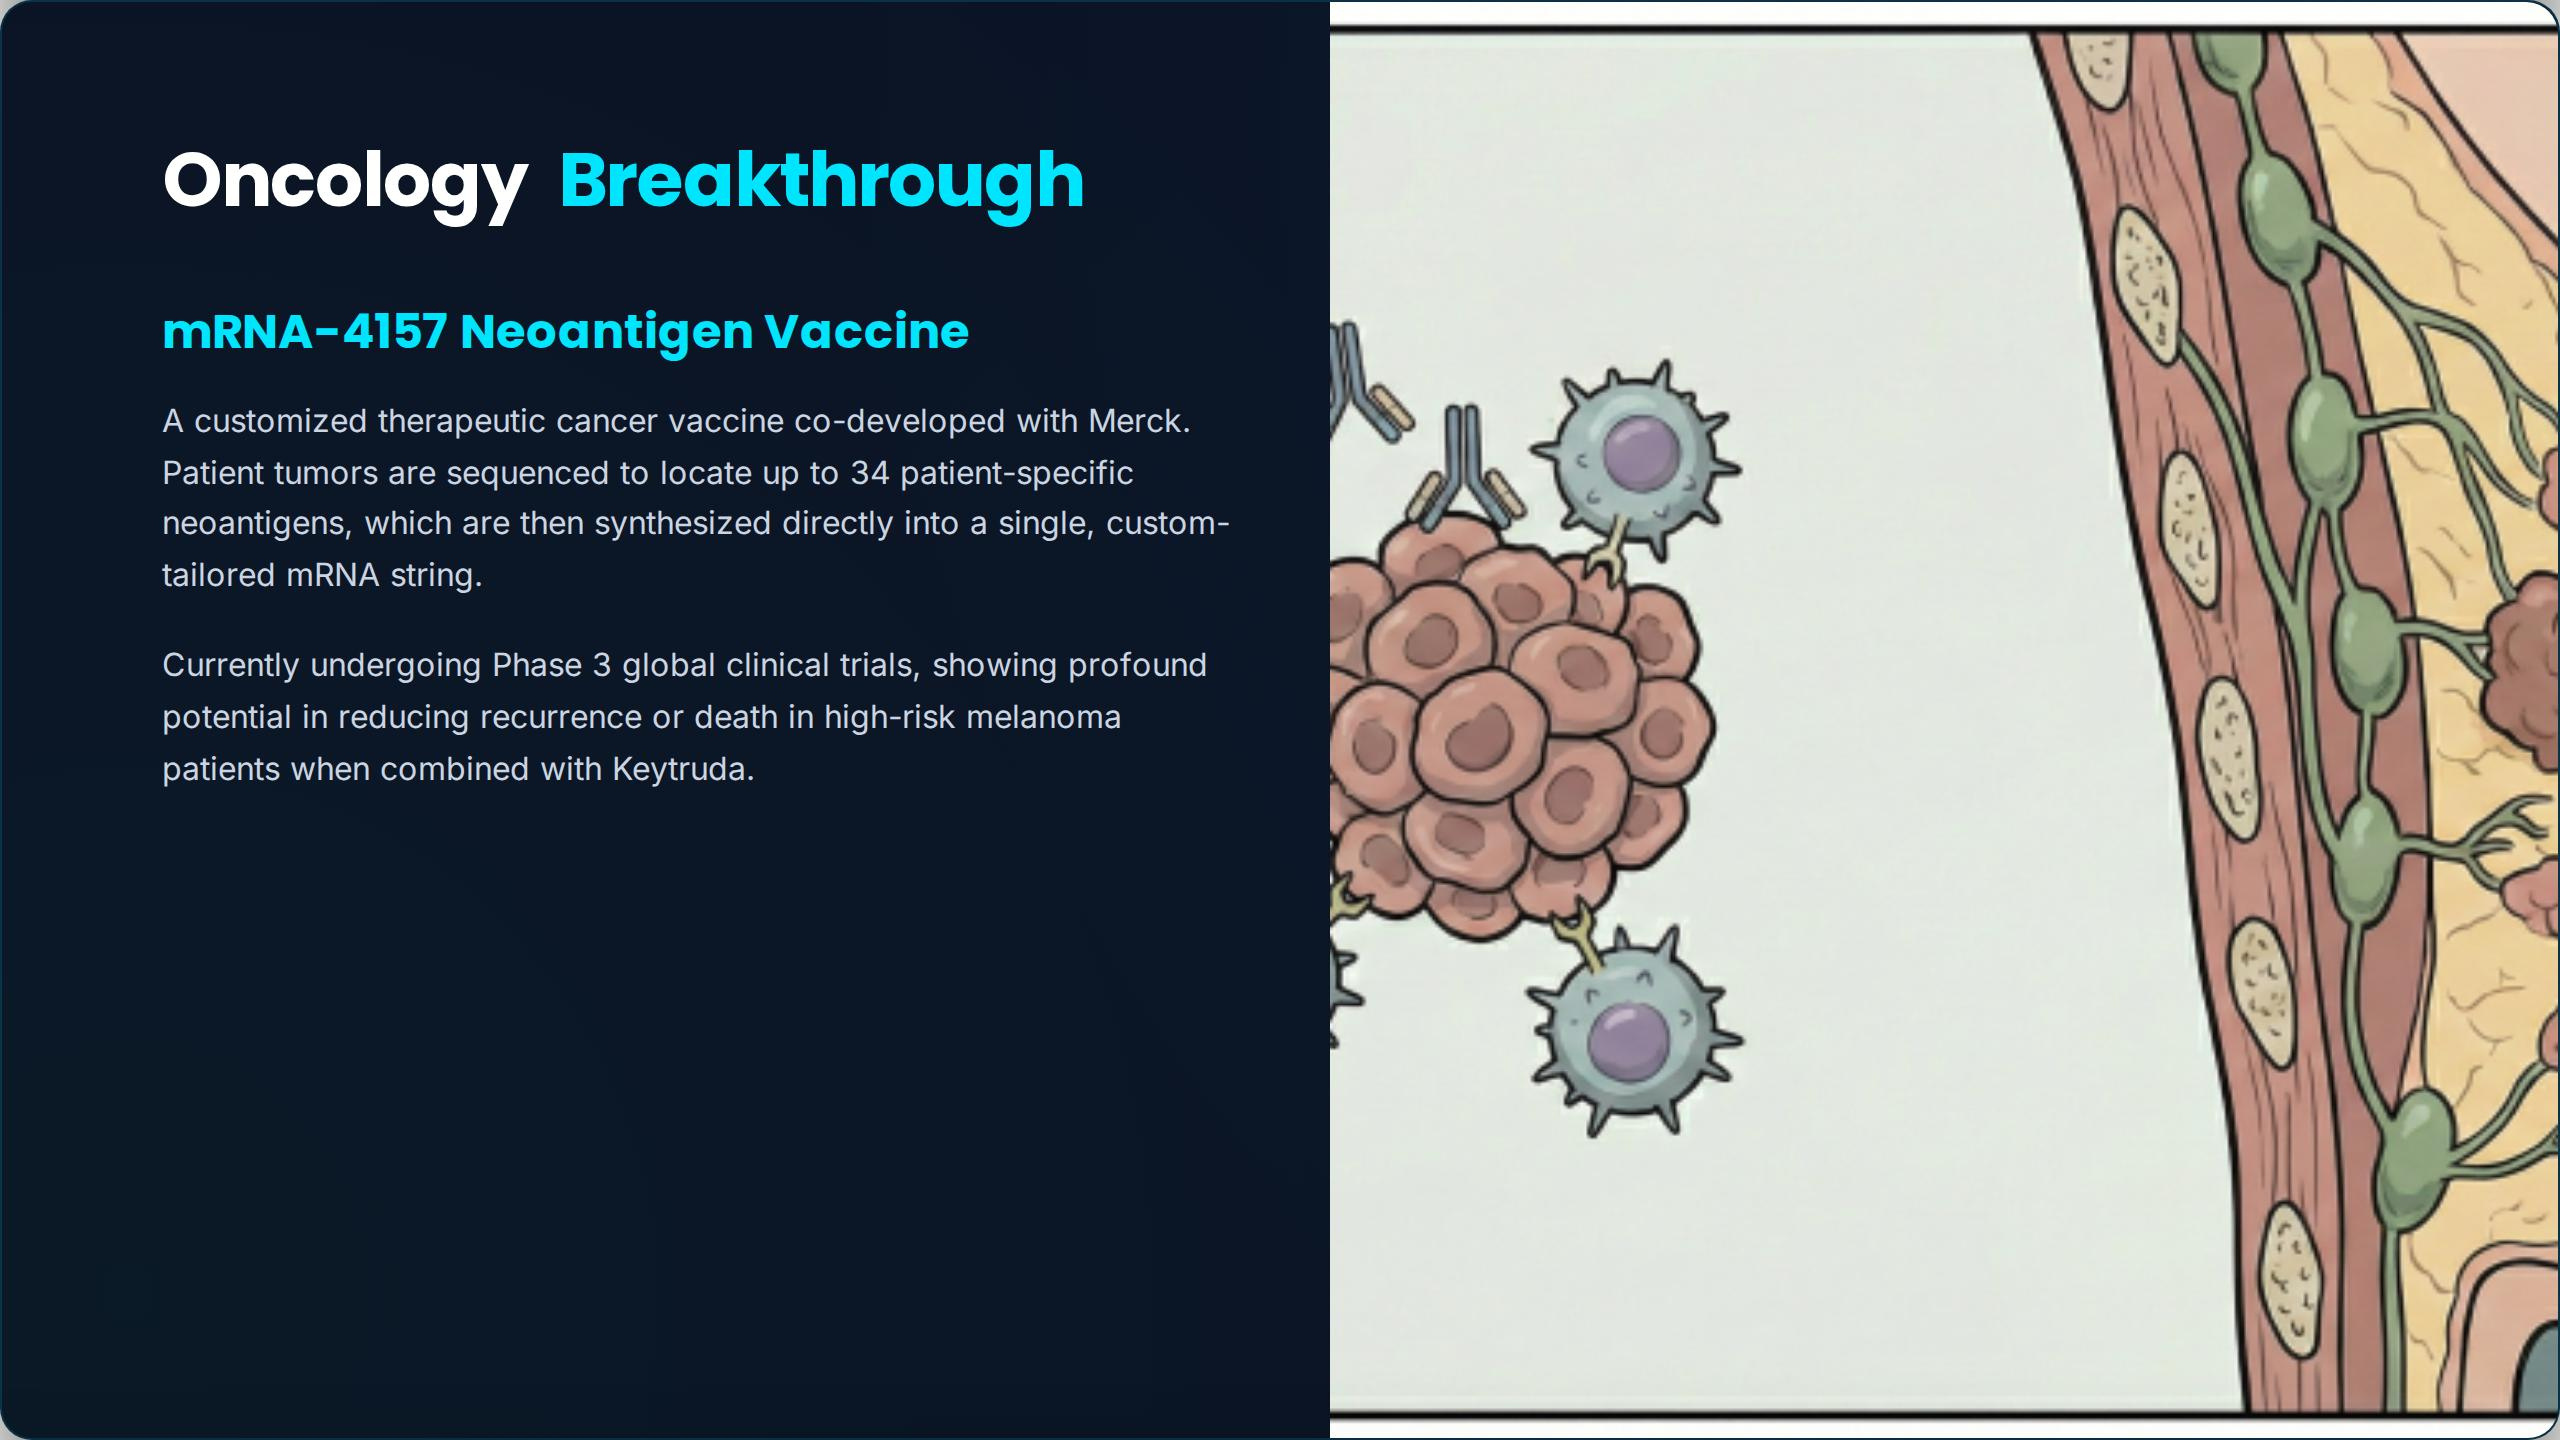 Oncology Breakthrough
mRNA-4157 Neoantigen Vaccine
A customized therapeutic cancer vaccine co-developed with Merck.
Patient tumors are sequenced to locate up to 34 patient-specific
neoantigens, which are then synthesized directly into a single, custom-
tailored mRNA string.
Currently undergoing Phase 3 global clinical trials, showing profound
potential in reducing recurrence or death in high-risk melanoma
patients when combined with Keytruda.